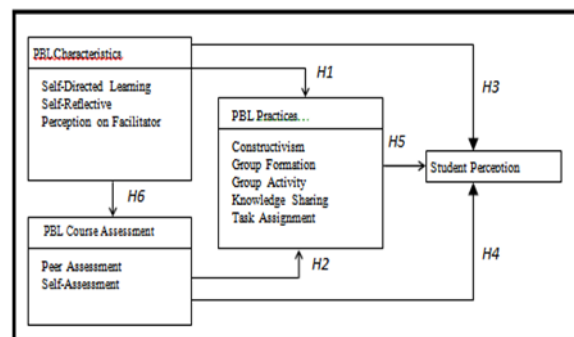 PBL Characteristics
Self-Directed Learning
Self-Reflective
Perception on Facilitator
H1
H3
PBL Practices...
Constructivism
Group Formation
Group Activity
Knowledge Sharing
Task Assignment
H5
Student Perception
H6
PBL Course Assessment
Peer Assessment
Self-Assessment
H2
H4